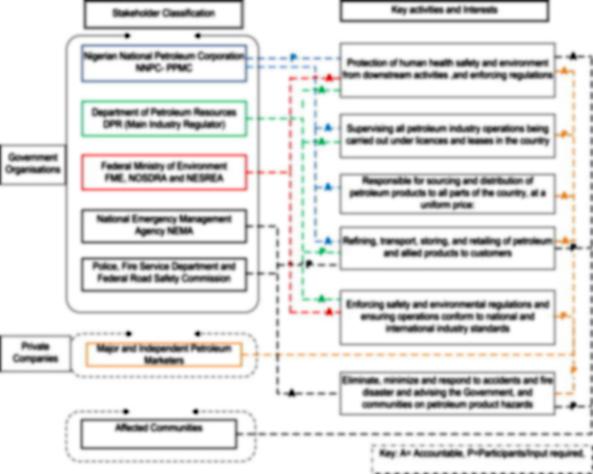 Stakeholder Classification
Key activities and Interests
Nigerian National Petroleum Corporation
NNPC- PPMC
Department of Petroleum Resources
DPR (Main Industry Regulator)
Government
Organisations
Federal Ministry of Environment
FME, NOSDRA and NESREA
National Emergency Management
Agency NEMA
Police, Fire Service Department and
Federal Road Safety Commission
Private
Companies
Major and Independent Petroleum
Marketers
Affected Communities
Protection of human health safety and environment
from downstream activities ,and enforcing regulations
Supervising all petroleum industry operations being
carried out under licences and leases in the country
Responsible for sourcing and distribution of
petroleum products to all parts of the country, at a
uniform price:
Refining, transport, storing, and retailing of petroleum
and allied products to customers
Enforcing safety and environmental regulations and
ensuring operations conform to national and
international industry standards
Eliminate, minimize and respond to accidents and fire
disaster and advising the Government, and
communities on petroleum product hazards
Key: A= Accountable, P=Participants/input required,